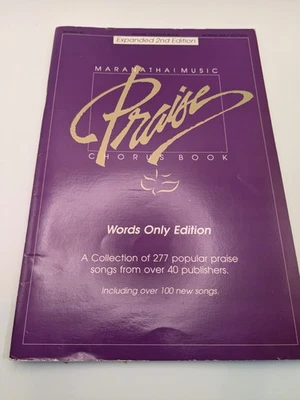 Expanded 2nd Edition
MARANATHA! MUSIC
Praise
CHORUS BOOK
Words Only Edition
A Collection of 277 popular praise
songs from over 40 publishers.
Including over 100 new songs.